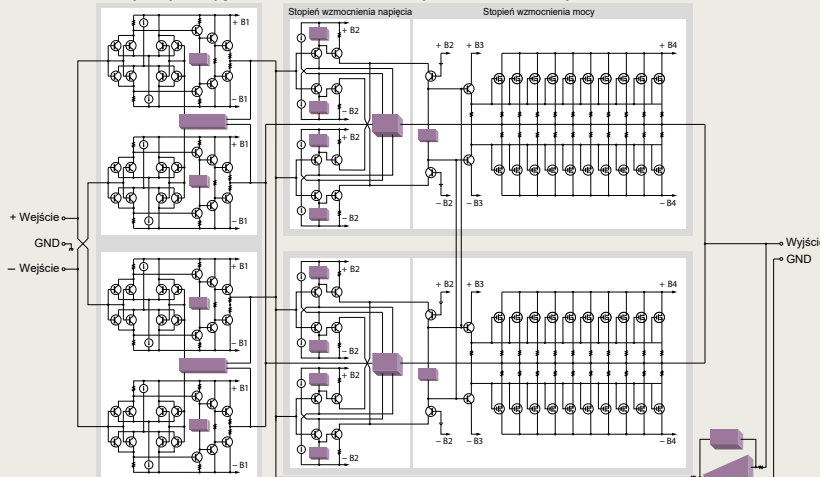 Stopień wzmocnienia napięcia
Stopień wzmocnienia mocy
+ B1
− B1
+ B1
− B1
+ B1
− B1
+ B1
− B1
+ B2
− B2
+ B2
− B2
+ B2
+ B3
+ B4
− B2
− B3
− B4
+ Wejście
GND
− Wejście
Wyjście
GND
+ B2
− B2
+ B2
− B2
+ B2
+ B3
+ B4
− B2
− B3
− B4